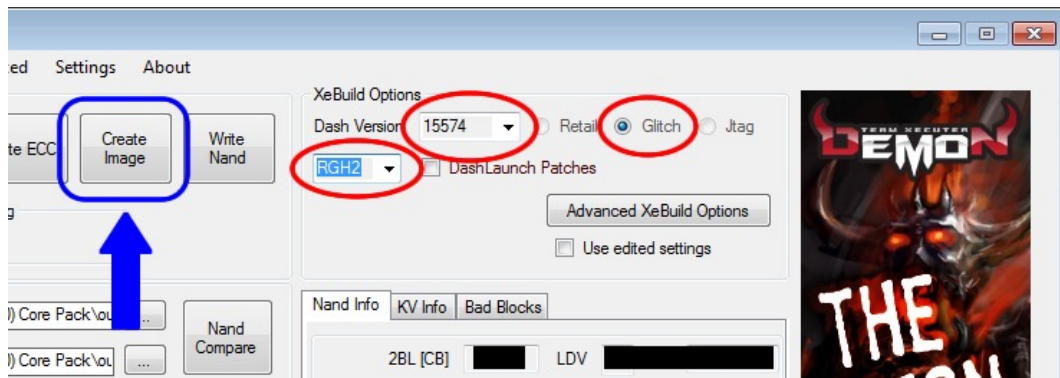 Settings About
XeBuild Options
Dash Version 15574 Retail Glitch Jtag
te ECC Create Image Write Nand
RGH2 DashLaunch Patches
Advanced XeBuild Options
Use edited settings
TEAM XECUTER
DEMON
THE
Nand Info KV Info Bad Blocks
) Core Pack\ou ...
Nand Compare
) Core Pack\ou ...
2BL [CB] LDV